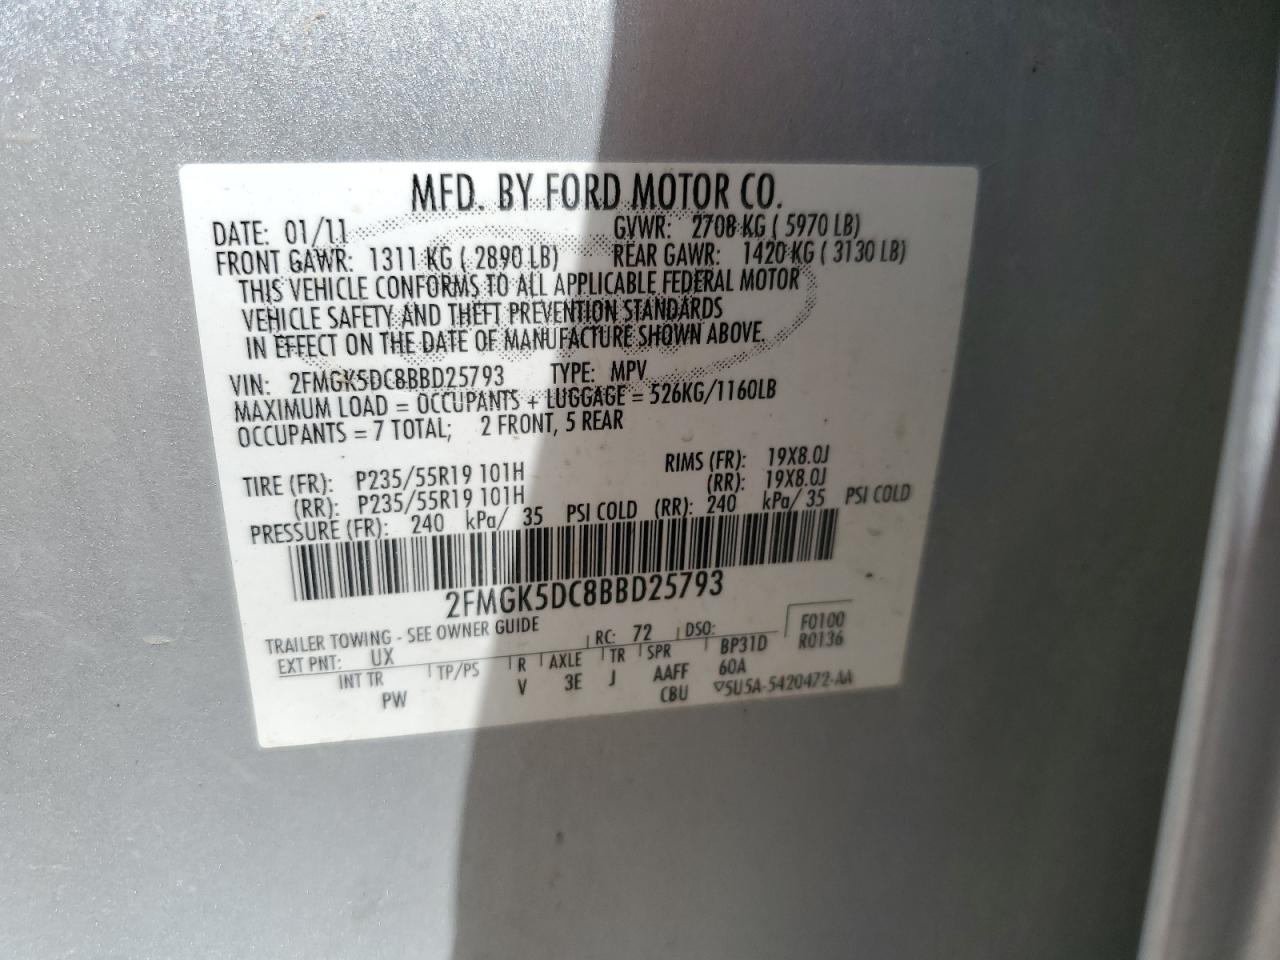 MFD. BY FORD MOTOR CO.
DATE: 01/11 GVWR: 2708 KG ( 5970 LB)
FRONT GAWR: 1311 KG ( 2890 LB) REAR GAWR: 1420 KG ( 3130 LB)
THIS VEHICLE CONFORMS TO ALL APPLICABLE FEDERAL MOTOR
VEHICLE SAFETY AND THEFT PREVENTION STANDARDS
IN EFFECT ON THE DATE OF MANUFACTURE SHOWN ABOVE.
VIN: 2FMGK5DC8BBD25793 TYPE: MPV
MAXIMUM LOAD = OCCUPANTS + LUGGAGE = 526KG/1160LB
OCCUPANTS = 7 TOTAL; 2 FRONT, 5 REAR
TIRE (FR): P235/55R19 101H RIMS (FR): 19X8.0J
(RR): P235/55R19 101H (RR): 19X8.0J
PRESSURE (FR): 240 kPa/ 35 PSI COLD (RR): 240 kPa/ 35 PSI COLD
2FMGK5DC8BBD25793
TRAILER TOWING - SEE OWNER GUIDE
EXT PNT: UX RC: 72 DSO: F0100
R0136
INT TR TP/PS R AXLE TR SPR BP31D
PW V 3E J AAFF 60A
CBU ▽5U5A-5420472-AA